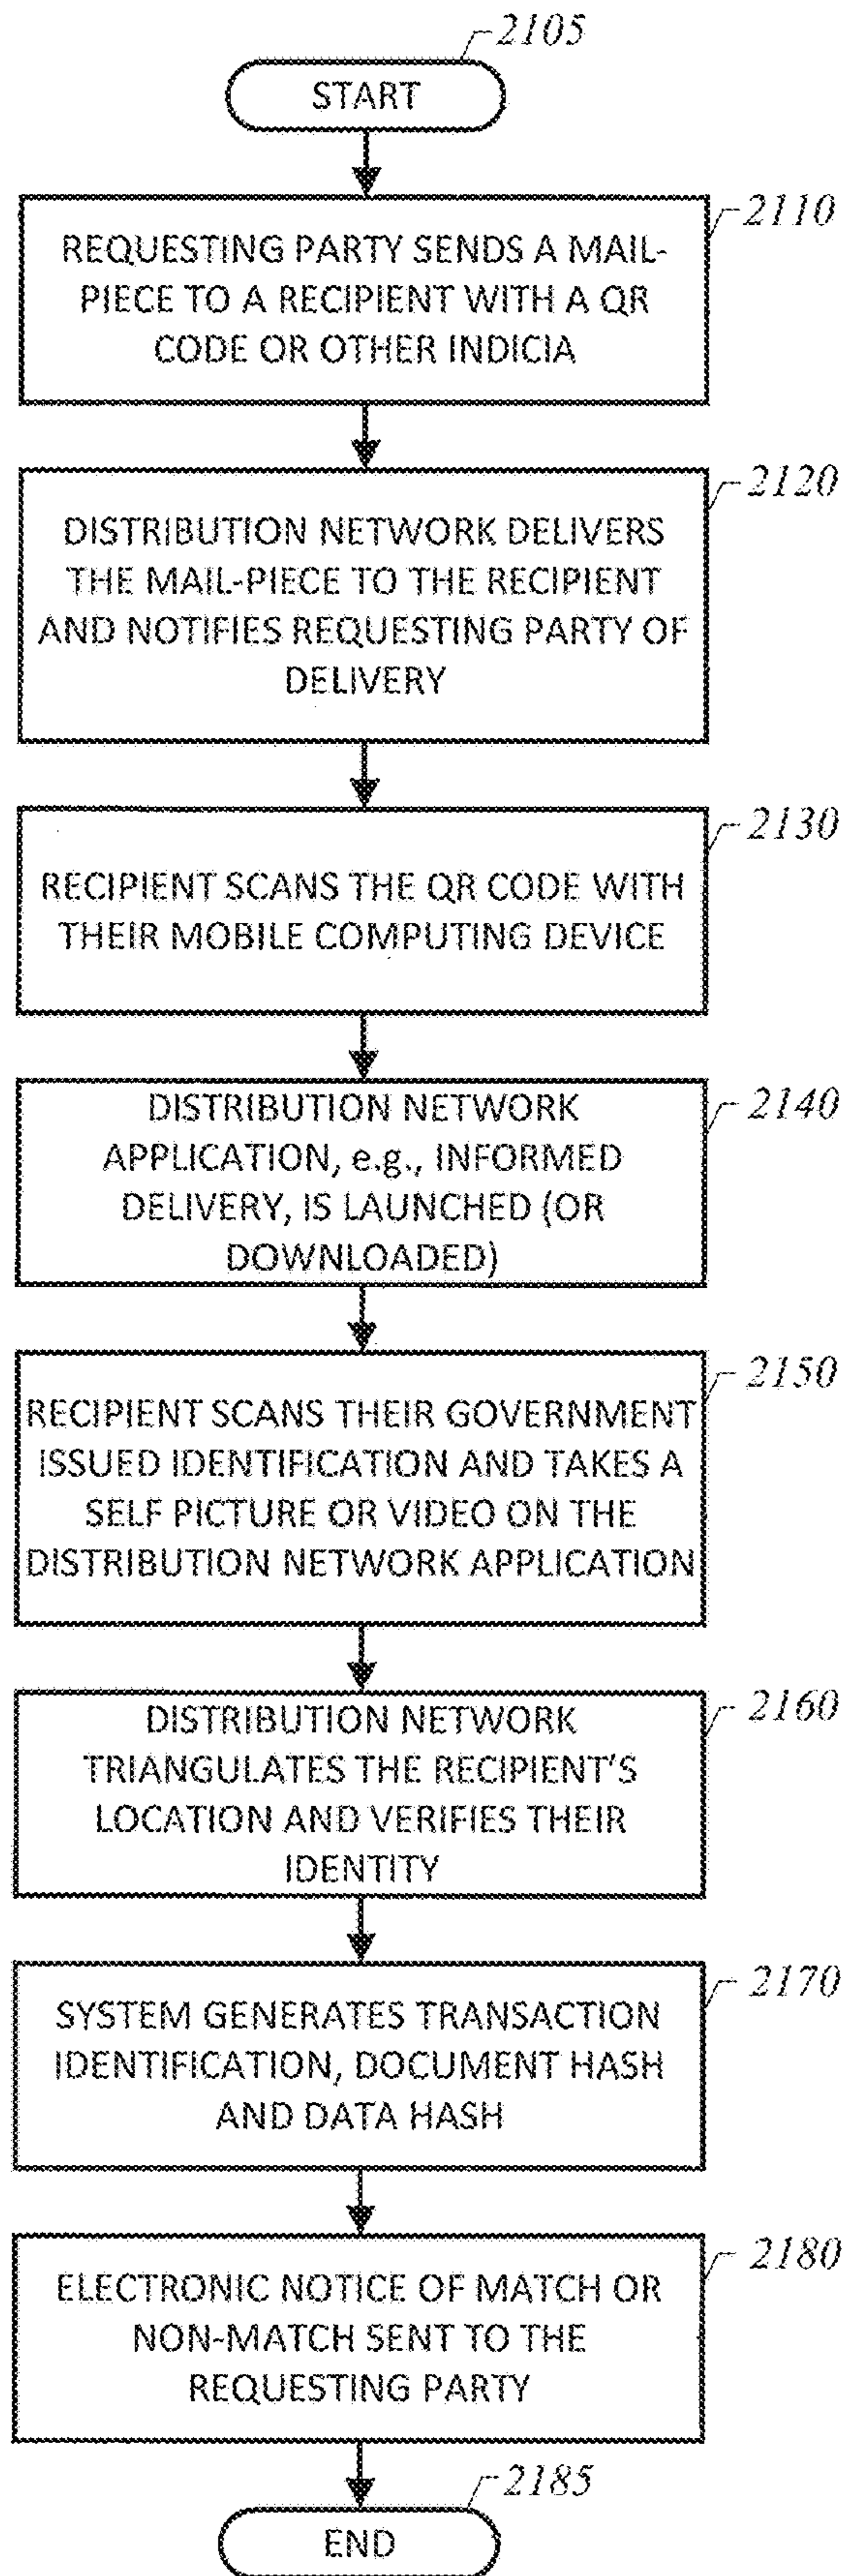 2105
START
2110
REQUESTING PARTY SENDS A MAIL-
PIECE TO A RECIPIENT WITH A QR
CODE OR OTHER INDICIA
2120
DISTRIBUTION NETWORK DELIVERS
THE MAIL-PIECE TO THE RECIPIENT
AND NOTIFIES REQUESTING PARTY OF
DELIVERY
2130
RECIPIENT SCANS THE QR CODE WITH
THEIR MOBILE COMPUTING DEVICE
2140
DISTRIBUTION NETWORK
APPLICATION, e.g., INFORMED
DELIVERY, IS LAUNCHED (OR
DOWNLOADED)
2150
RECIPIENT SCANS THEIR GOVERNMENT
ISSUED IDENTIFICATION AND TAKES A
SELF PICTURE OR VIDEO ON THE
DISTRIBUTION NETWORK APPLICATION
2160
DISTRIBUTION NETWORK
TRIANGULATES THE RECIPIENT'S
LOCATION AND VERIFIES THEIR
IDENTITY
2170
SYSTEM GENERATES TRANSACTION
IDENTIFICATION, DOCUMENT HASH
AND DATA HASH
2180
ELECTRONIC NOTICE OF MATCH OR
NON-MATCH SENT TO THE
REQUESTING PARTY
2185
END